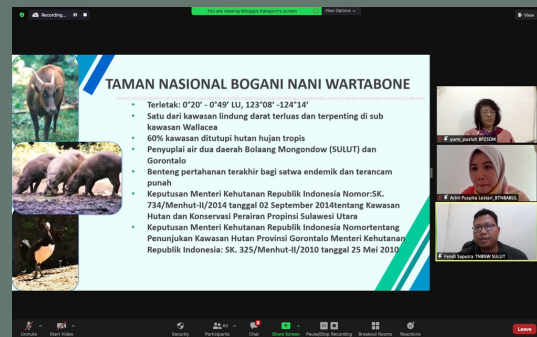 Recording...
You are viewing Minggus Kategorn's screen
View Options
View
TAMAN NASIONAL BOGANI NANI WARTABONE
• Terletak: 0°20' - 0°49' LU, 123°08' -124°14'
• Satu dari kawasan lindung darat terluas dan terpenting di sub
kawasan Wallacea
• 60% kawasan ditutupi hutan hujan tropis
• Penyuplai air dua daerah Bolaang Mongondow (SULUT) dan
Gorontalo
• Benteng pertahanan terakhir bagi satwa endemik dan terancam
punah
• Keputusan Menteri Kehutanan Republik Indonesia Nomor:SK.
734/Menhut-II/2014 tanggal 02 September 2014tentang Kawasan
Hutan dan Konservasi Perairan Propinsi Sulawesi Utara
• Keputusan Menteri Kehutanan Republik Indonesia Nomortentang
Penunjukan Kawasan Hutan Provinsi Gorontalo Menteri Kehutanan
Republik Indonesia: SK. 325/Menhut-II/2010 tanggal 25 Mei 2010
yumi_pusluh BP2SDM
Astri Puspita Lestari_BTNBABUL
Fendi Saputra TNBNW SULUT
Unmute
Start Video
Security
Participants
Chat
Share Screen
Pause/Stop Recording
Breakout Rooms
Reactions
Leave